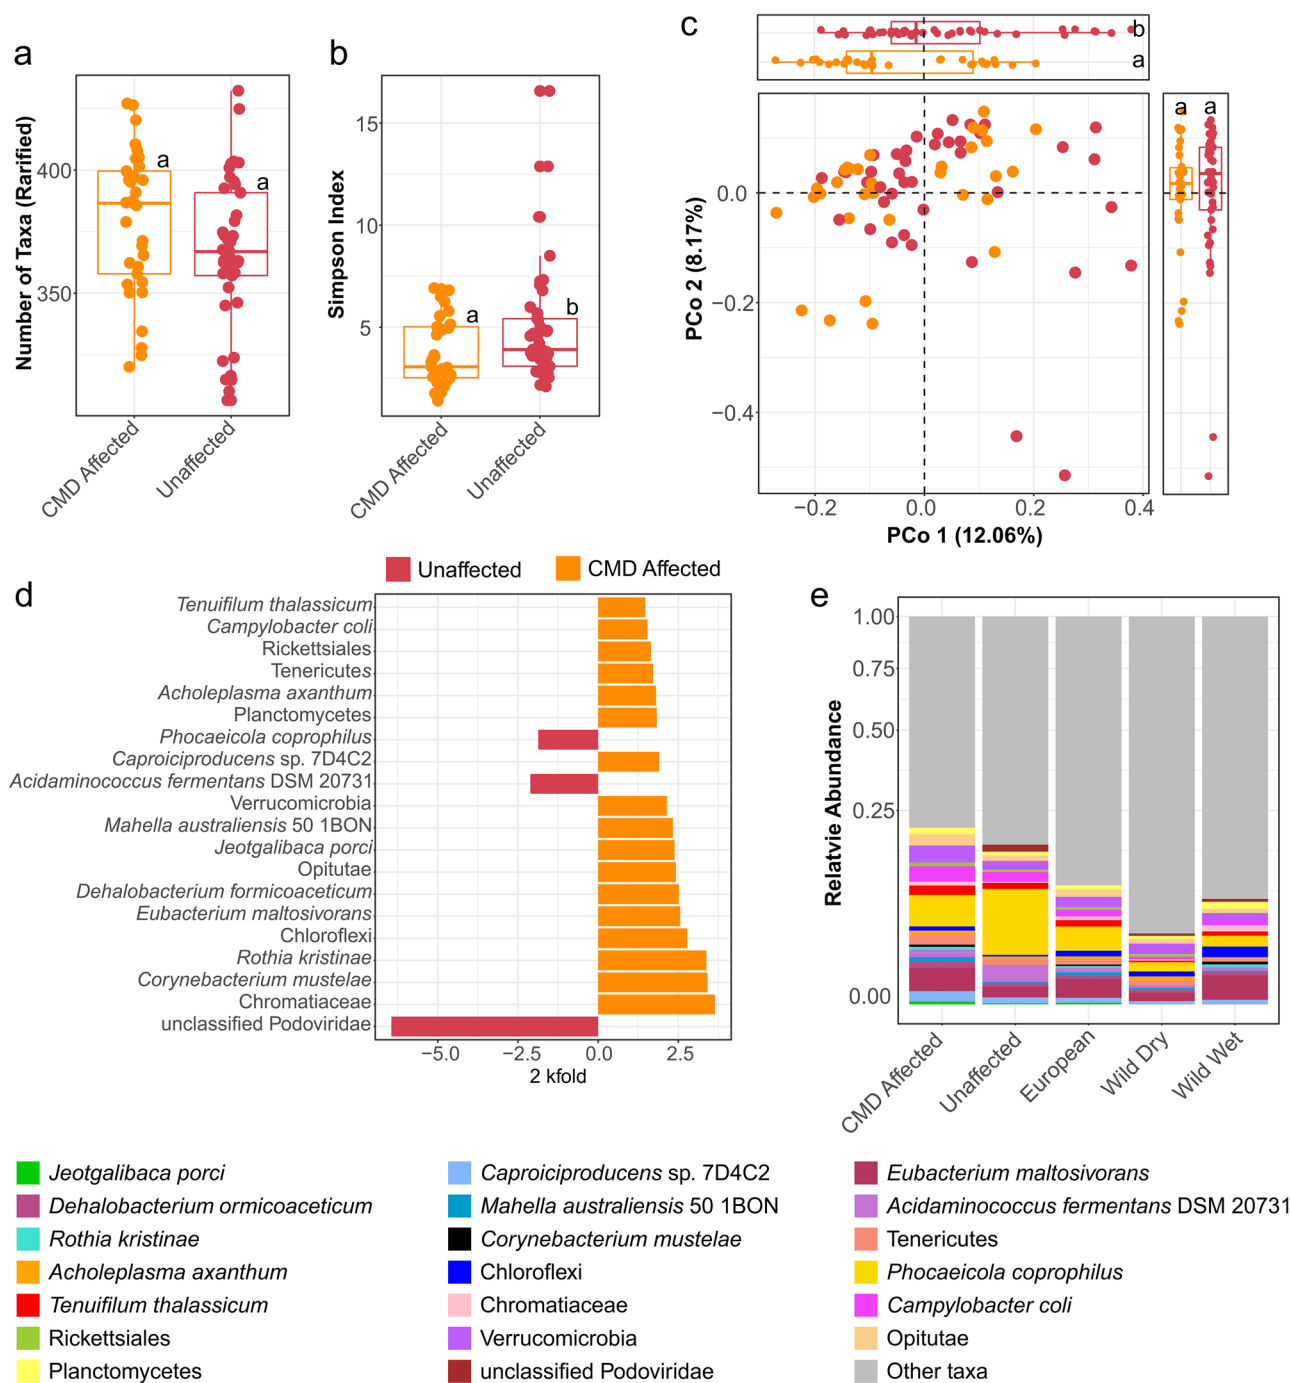 a
Number of Taxa (Rarified)
400
350
a
a
CMD Affected
Unaffected
b
Simpson Index
15
10
5
a
b
CMD Affected
Unaffected
c
b
a
PCo 2 (8.17%)
0.0
−0.2
−0.4
a a
−0.2
0.0
0.2
0.4
PCo 1 (12.06%)
Unaffected
CMD Affected
d
Tenuifilum thalassicum
Campylobacter coli
Rickettsiales
Tenericutes
Acholeplasma axanthum
Planctomycetes
Phocaeicola coprophilus
Caproiciproducens sp. 7D4C2
Acidaminococcus fermentans DSM 20731
Verrucomicrobia
Mahella australiensis 50 1BON
Jeotgalibaca porci
Opitutae
Dehalobacterium formicoaceticum
Eubacterium maltosivorans
Chloroflexi
Rothia kristinae
Corynebacterium mustelae
Chromatiaceae
unclassified Podoviridae
−5.0
−2.5
0.0
2.5
2 kfold
e
Relatvie Abundance
1.00
0.75
0.50
0.25
0.00
CMD Affected
Unaffected
European
Wild Dry
Wild Wet
Jeotgalibaca porci
Caproiciproducens sp. 7D4C2
Eubacterium maltosivorans
Dehalobacterium ormicoaceticum
Mahella australiensis 50 1BON
Acidaminococcus fermentans DSM 20731
Rothia kristinae
Corynebacterium mustelae
Tenericutes
Acholeplasma axanthum
Chloroflexi
Phocaeicola coprophilus
Tenuifilum thalassicum
Chromatiaceae
Campylobacter coli
Rickettsiales
Verrucomicrobia
Opitutae
Planctomycetes
unclassified Podoviridae
Other taxa